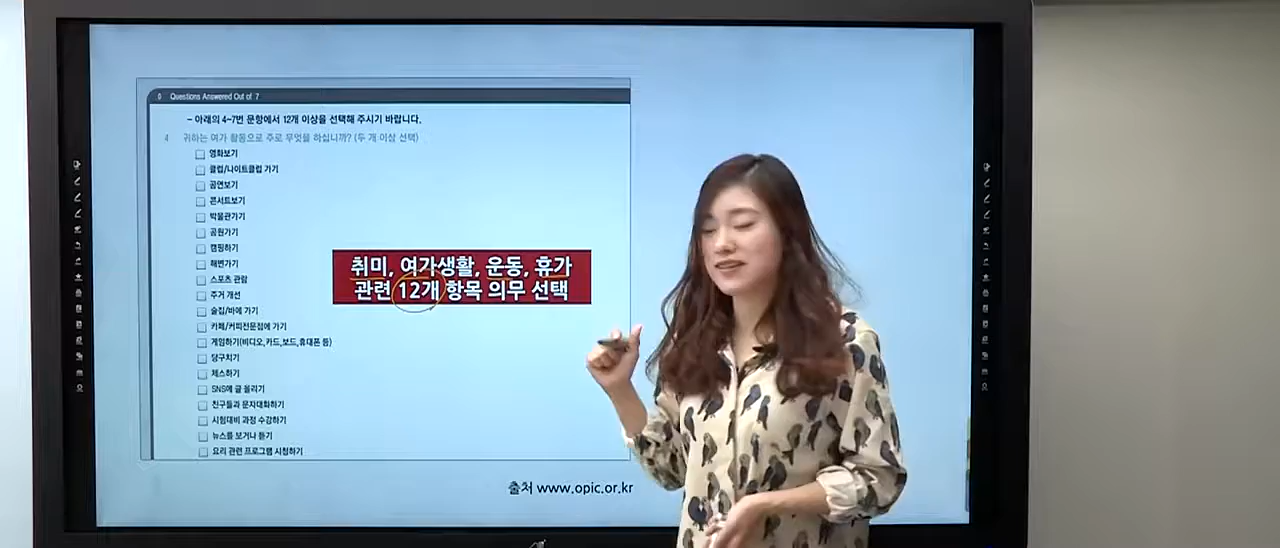 0 Questions Answered Out of 7
- 아래의 4~7번 문항에서 12개 이상을 선택해 주시기 바랍니다.
4 귀하는 여가 활동으로 주로 무엇을 하십니까? (두 개 이상 선택)
영화보기
클럽/나이트클럽 가기
공연보기
콘서트보기
박물관가기
공원가기
캠핑하기
해변가기
스포츠 관람
주거 개선
술집/바에 가기
카페/커피전문점에 가기
게임하기(비디오,카드,보드,휴대폰 등)
당구치기
체스하기
SNS에 글 올리기
친구들과 문자대화하기
시험대비 과정 수강하기
뉴스를 보거나 듣기
요리 관련 프로그램 시청하기
취미, 여가생활, 운동, 휴가
관련 12개 항목 의무 선택
출처 www.opic.or.kr